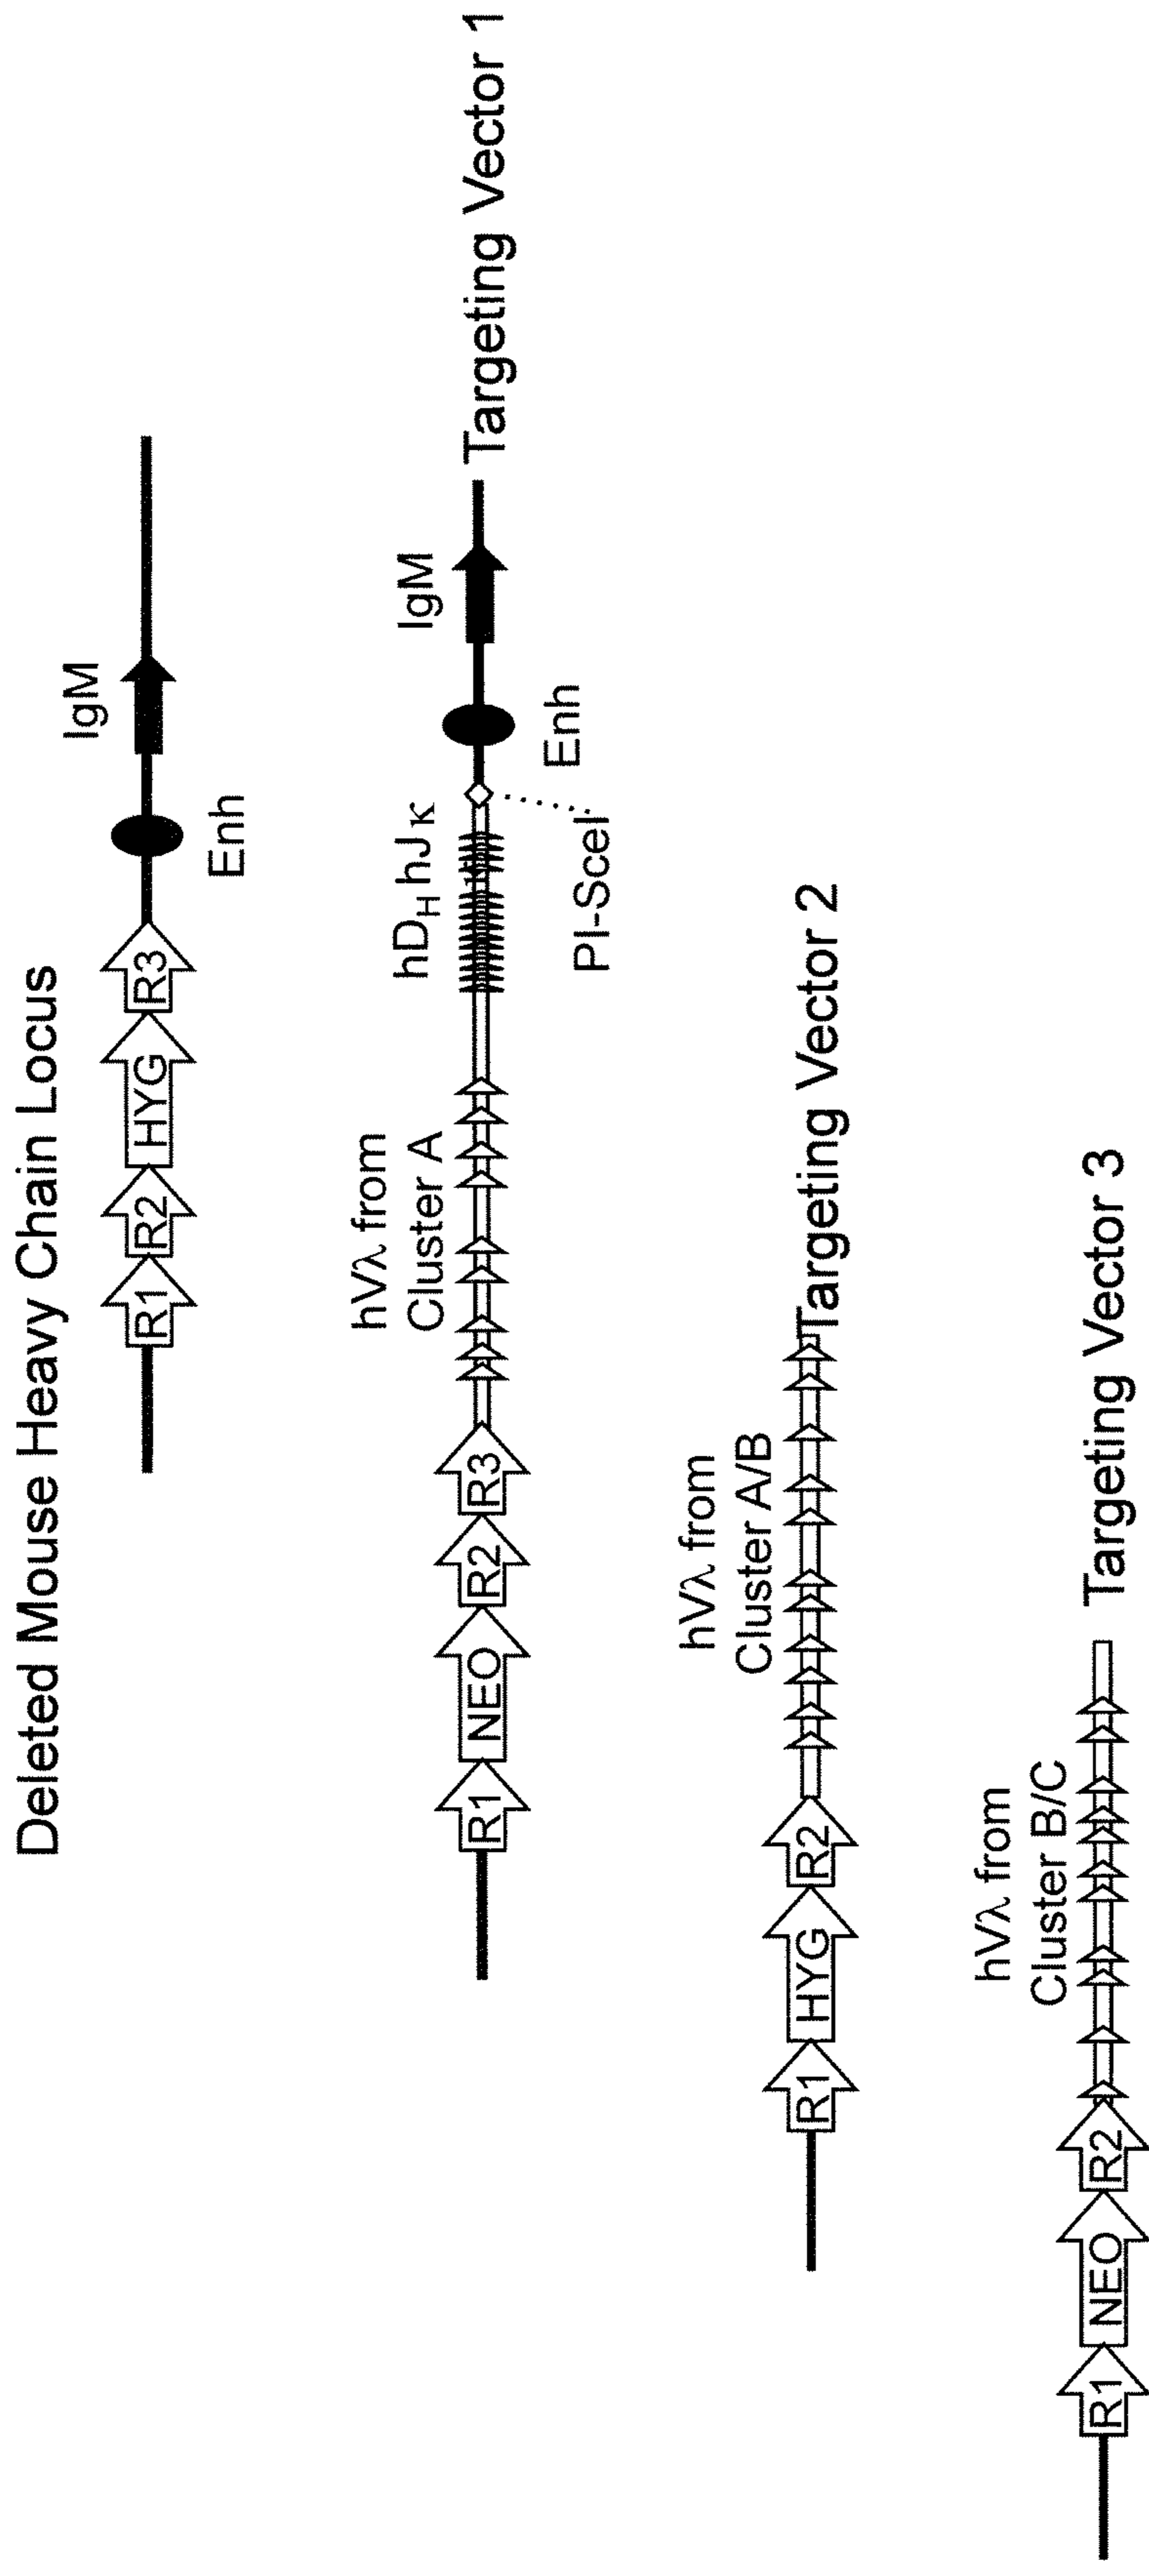 Deleted Mouse Heavy Chain Locus
R1 R2 HYG R3
Enh
IgM
hVλ from
Cluster A
hDH hJκ
IgM
R1 NEO R2 R3
Enh
PI-SceI
Targeting Vector 1
hVλ from
Cluster A/B
R1 HYG R2
Targeting Vector 2
hVλ from
Cluster B/C
R1 NEO R2
Targeting Vector 3